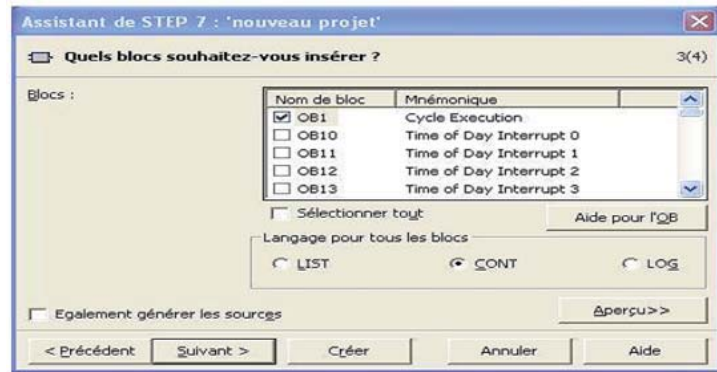 Assistant de STEP 7 : 'nouveau projet'
Quels blocs souhaitez-vous insérer ? 3(4)
Blocs :
Nom de bloc Mnémonique
OB1 Cycle Execution
OB10 Time of Day Interrupt 0
OB11 Time of Day Interrupt 1
OB12 Time of Day Interrupt 2
OB13 Time of Day Interrupt 3
Sélectionner tout Aide pour l'OB
Langage pour tous les blocs
LIST CONT LOG
Egalement générer les sources Aperçu>>
< Précédent Suivant > Créer Annuler Aide